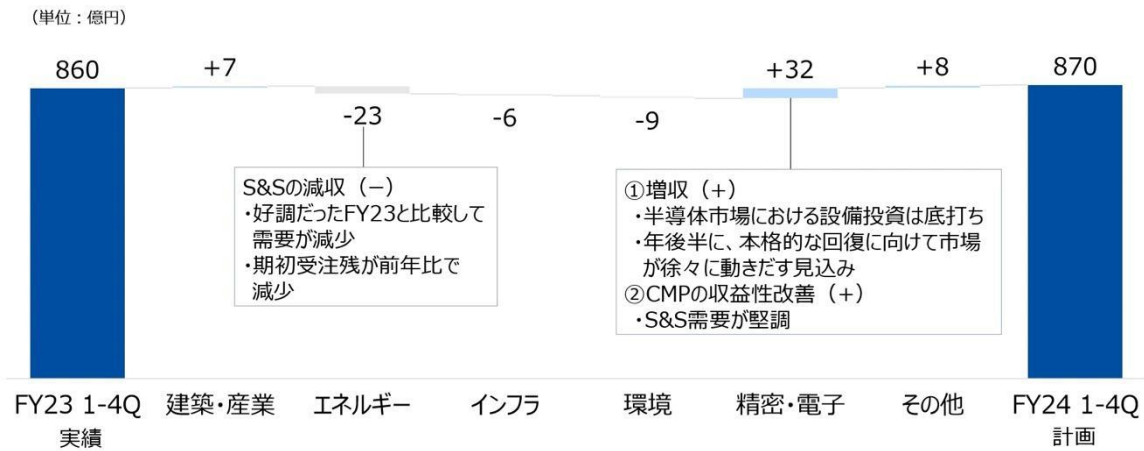 (単位：億円)
860
+7
-23
-6
-9
+32
+8
870
S&Sの減収（−）
・好調だったFY23と比較して
需要が減少
・期初受注残が前年比で
減少
①増収（+）
・半導体市場における設備投資は底打ち
・年後半に、本格的な回復に向けて市場
が徐々に動きだす見込み
②CMPの収益性改善（+）
・S&S需要が堅調
FY23 1-4Q
実績
建築・産業
エネルギー
インフラ
環境
精密・電子
その他
FY24 1-4Q
計画